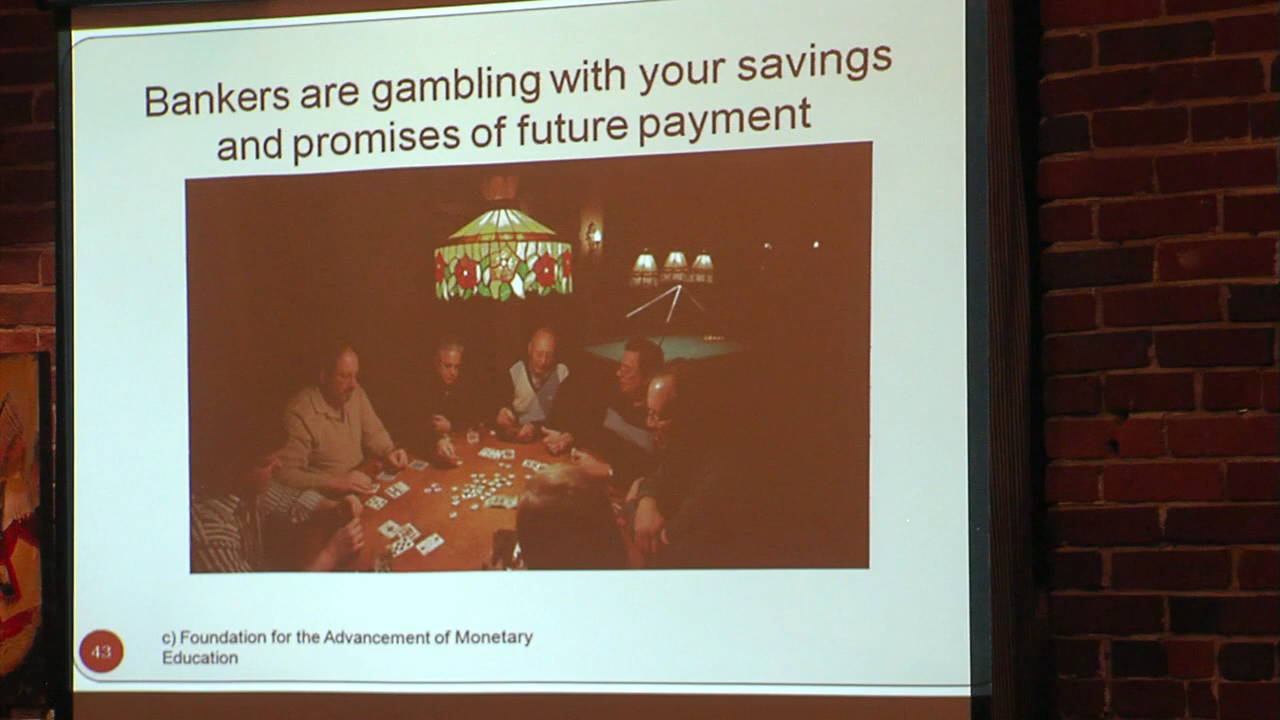 Bankers are gambling with your savings
and promises of future payment
43
c) Foundation for the Advancement of Monetary
Education